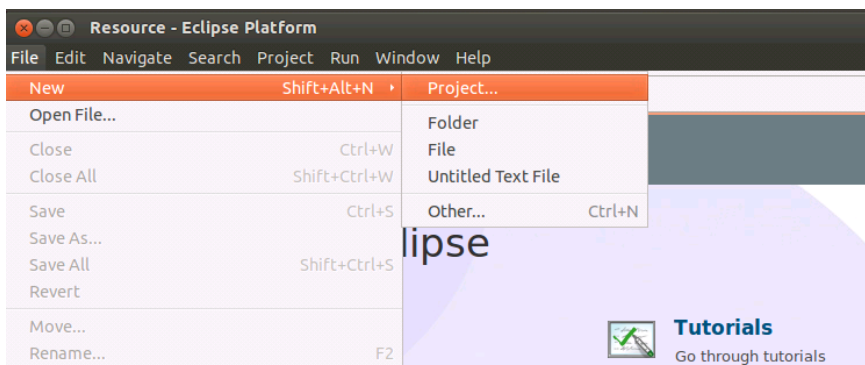 Resource - Eclipse Platform
File Edit Navigate Search Project Run Window Help
New Shift+Alt+N
Open File...
Close Ctrl+W
Close All Shift+Ctrl+W
Save Ctrl+S
Save As...
Save All Shift+Ctrl+S
Revert
Move...
Rename... F2
Project...
Folder
File
Untitled Text File
Other... Ctrl+N
lipse
Tutorials
Go through tutorials